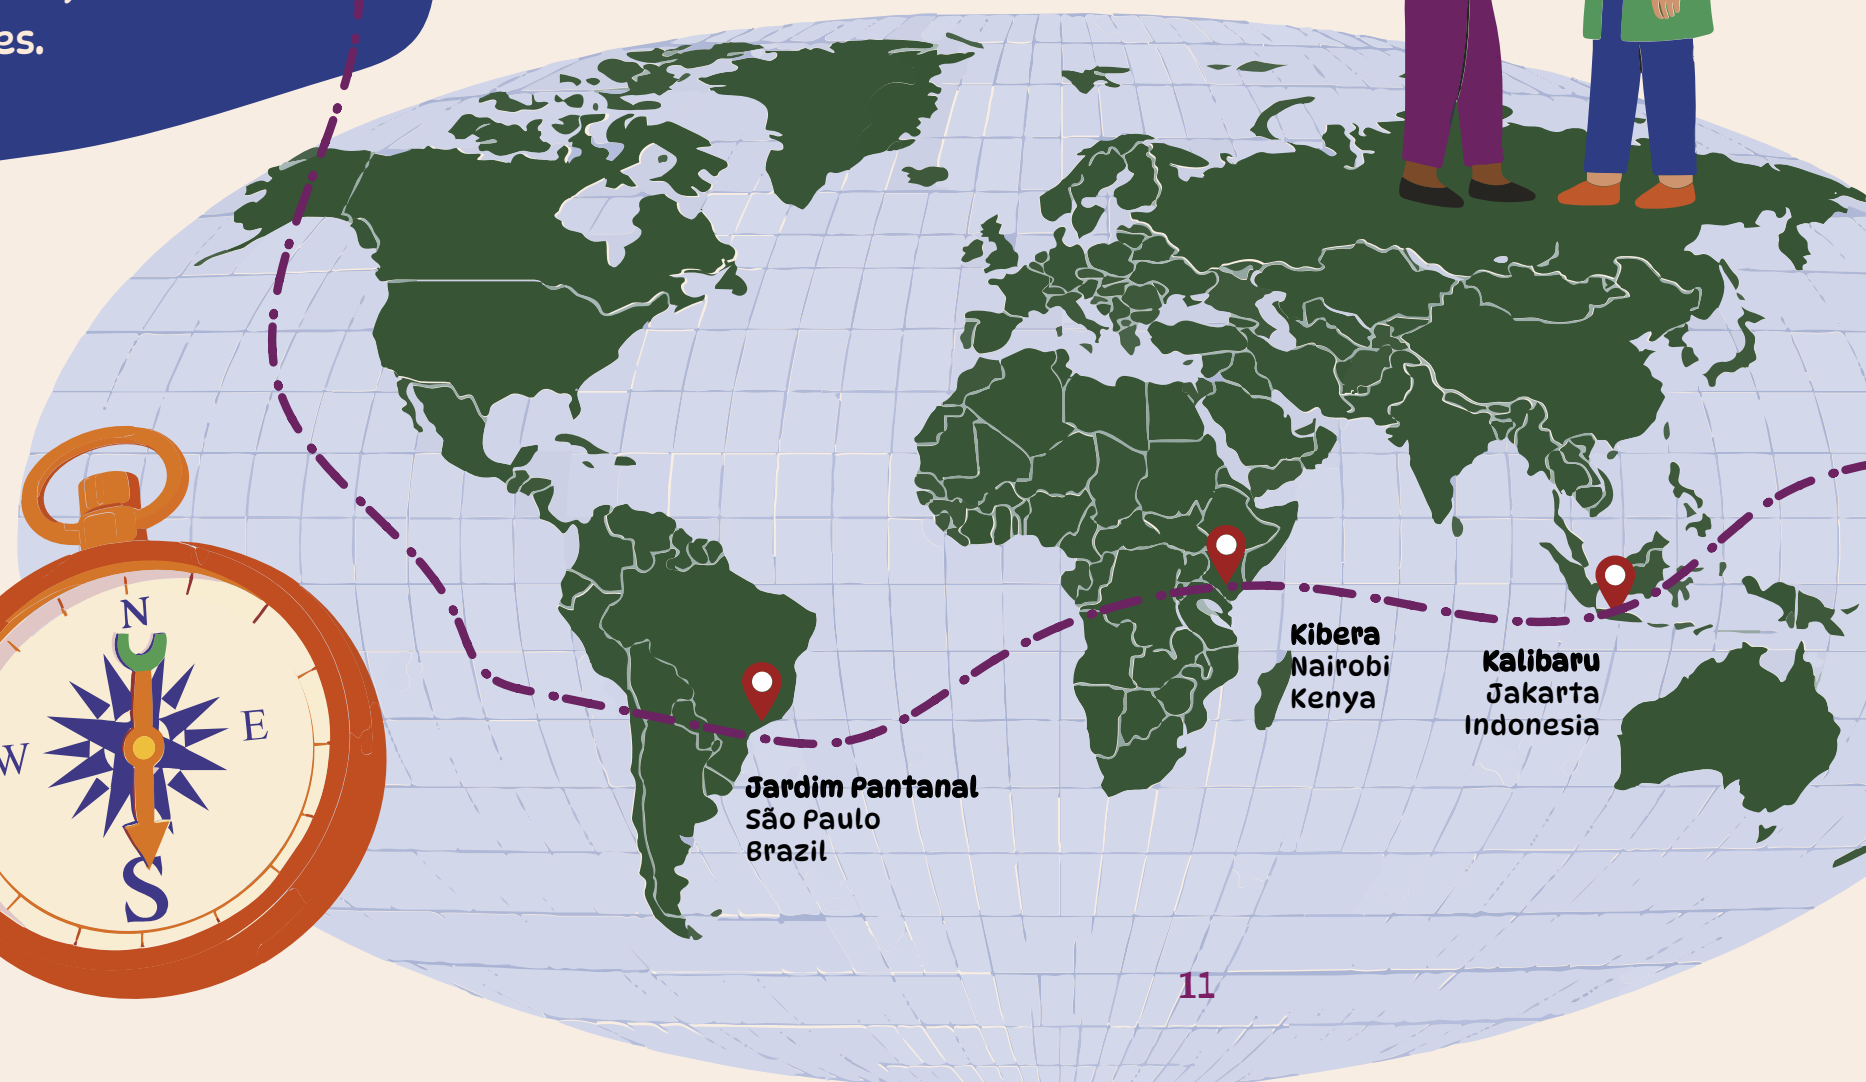 es.
N
E
W
S
Kibera
Nairobi
Kenya
Kalibaru
Jakarta
Indonesia
Jardim Pantanal
São Paulo
Brazil
11